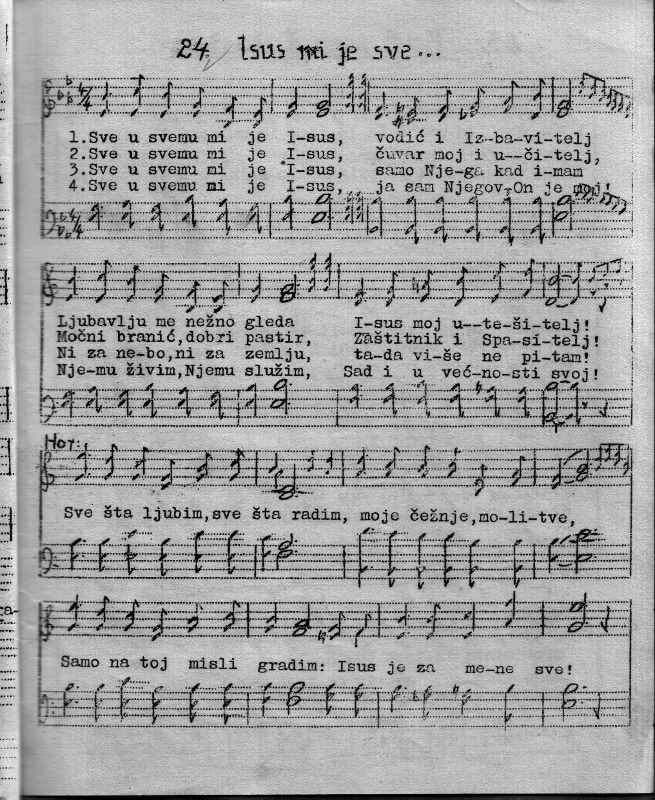 24. Isus mi je sve...
1.Sve u svemu mi je I-sus, vodić i Iz-ba-vi-telj
2.Sve u svemu mi je I-sus, čuvar moj i u--či-telj,
3.Sve u svemu mi je I-sus, samo Nje-ga kad i-mam
4.Sve u svemu mi je I-sus, ja sam Njegov,On je moj!
Ljubavlju me nežno gleda I-sus moj u--te-ši-telj!
Močni branić,dobri pastir, Zaštitnik i Spa-si-telj!
Ni za ne-bo,ni za zemlju, ta-da vi-še ne pi-tam!
Nje-mu živim,Njemu služim, Sad i u več-no-sti svoj!
Hor:
Sve šta ljubim,sve šta radim, moje čežnje,mo-li-tve,
Samo na toj misli gradim: Isus je za me-ne sve!